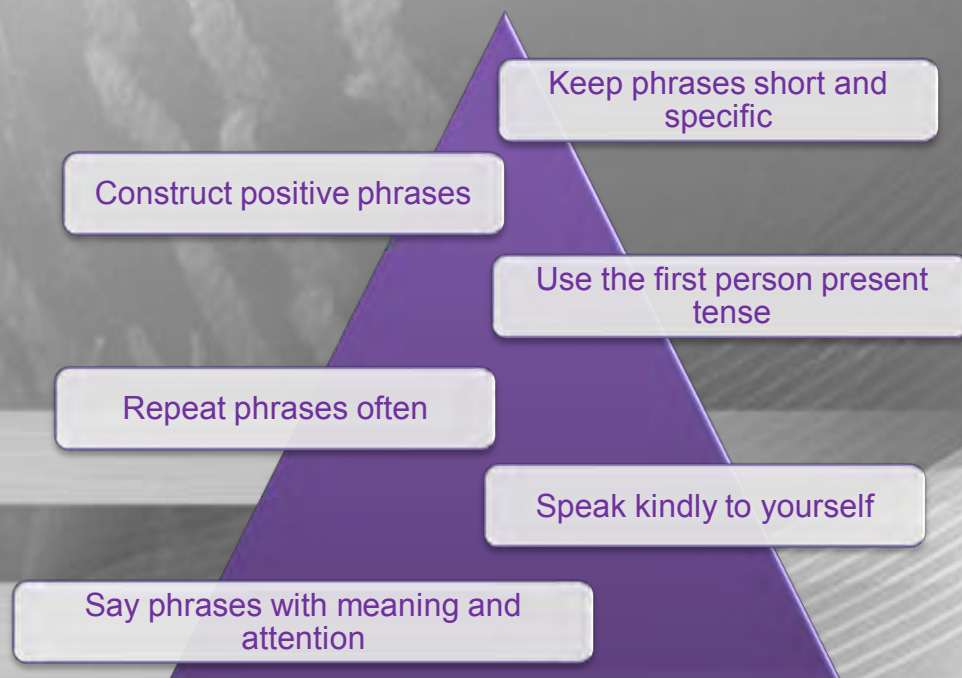 Keep phrases short and
specific
Construct positive phrases
Use the first person present
tense
Repeat phrases often
Speak kindly to yourself
Say phrases with meaning and
attention